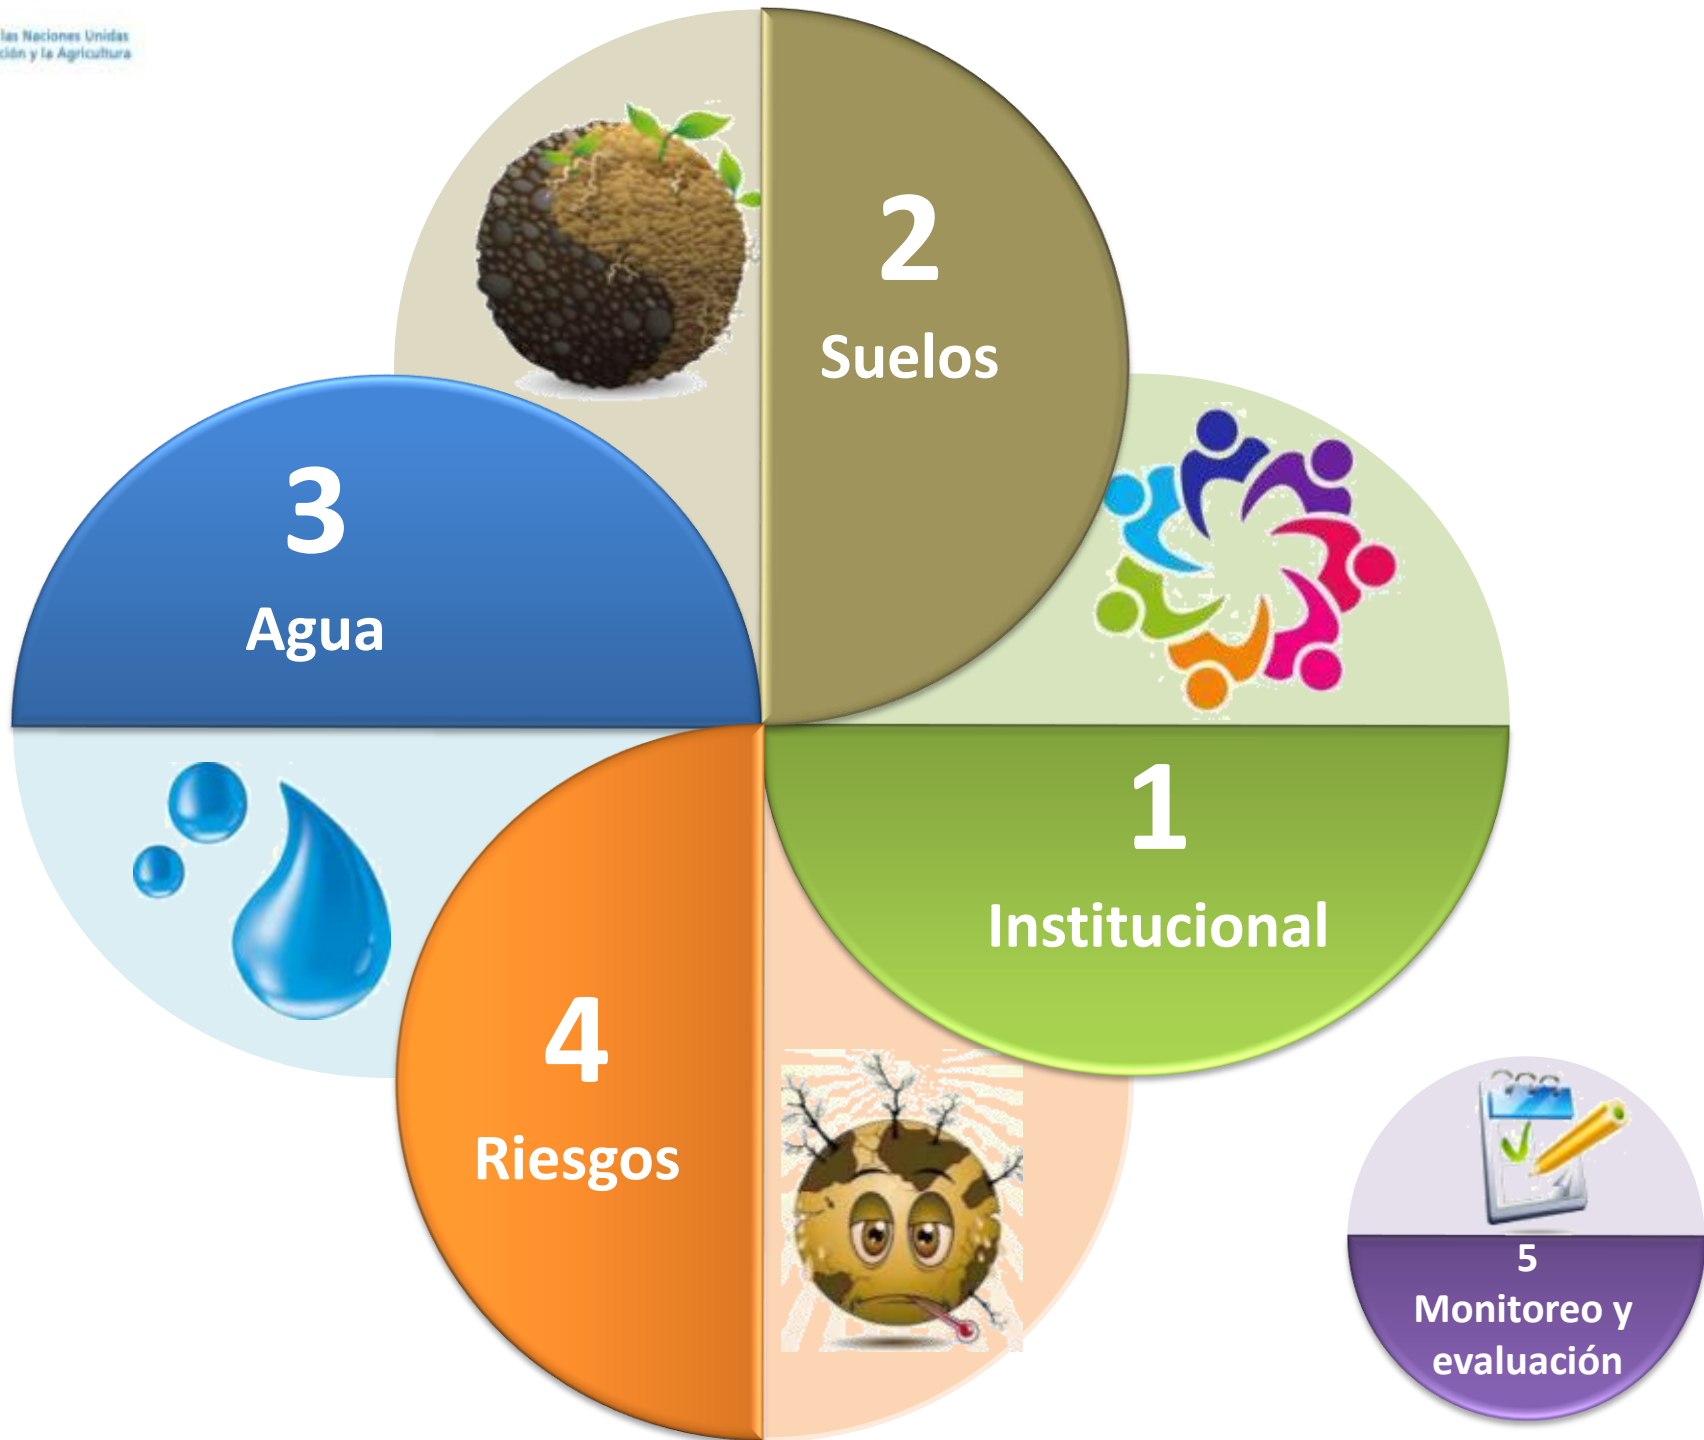 las Naciones Unidas
ción y la Agricultura
2
Suelos
3
Agua
1
Institucional
4
Riesgos
5
Monitoreo y
evaluación